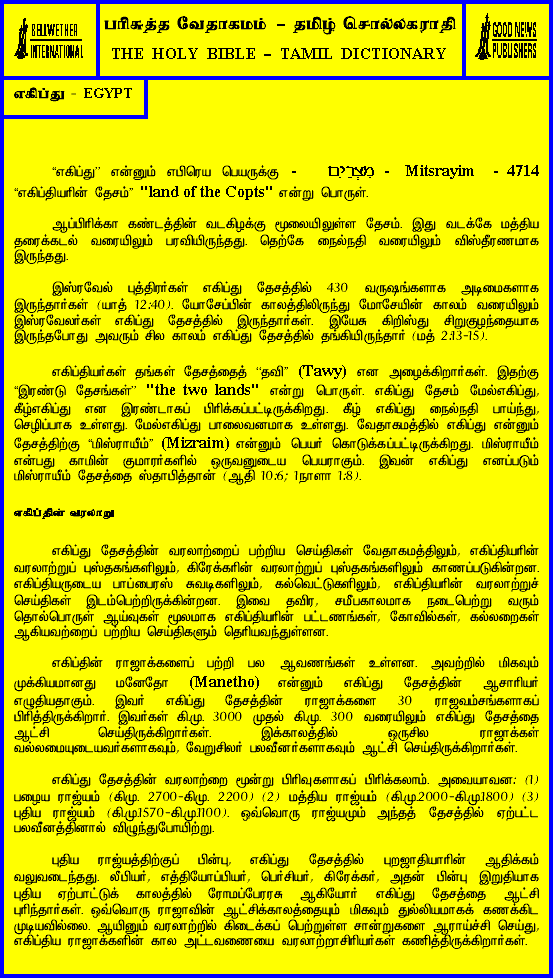 BELLWETHER
INTERNATIONAL
பரிசுத்த வேதாகமம் – தமிழ் சொல்லகராதி
THE HOLY BIBLE – TAMIL DICTIONARY
GOOD NEWS
PUBLISHERS
எகிப்து - EGYPT
“எகிப்து” என்னும் எபிரெய பெயருக்கு - מִצְרַיִם - Mitsrayim - 4714
“எகிப்தியரின் தேசம்” "land of the Copts" என்று பொருள்.
ஆப்பிரிக்கா கண்டத்தின் வடகிழக்கு மூலையிலுள்ள தேசம். இது வடக்கே மத்திய
தரைக்கடல் வரையிலும் பரவியிருந்தது. தெற்கே நைல்நதி வரையிலும் விஸ்தீரணமாக
இருந்தது.
இஸ்ரவேல் புத்திரர்கள் எகிப்து தேசத்தில் 430 வருஷங்களாக அடிமைகளாக
இருந்தார்கள் (யாத் 12:40). யோசேப்பின் காலத்திலிருந்து மோசேயின் காலம் வரையிலும்
இஸ்ரவேலர்கள் எகிப்து தேசத்தில் இருந்தார்கள். இயேசு கிறிஸ்து சிறுகுழந்தையாக
இருந்தபோது அவரும் சில காலம் எகிப்து தேசத்தில் தங்கியிருந்தார் (மத் 2:13-15).
எகிப்தியர்கள் தங்கள் தேசத்தைத் “தவி” (Tawy) என அழைக்கிறார்கள். இதற்கு
“இரண்டு தேசங்கள்” "the two lands" என்று பொருள். எகிப்து தேசம் மேல்எகிப்து,
கீழ்எகிப்து என இரண்டாகப் பிரிக்கப்பட்டிருக்கிறது. கீழ் எகிப்து நைல்நதி பாய்ந்து,
செழிப்பாக உள்ளது. மேல்எகிப்து பாலைவனமாக உள்ளது. வேதாகமத்தில் எகிப்து என்னும்
தேசத்திற்கு “மிஸ்ராயீம்” (Mizraim) என்னும் பெயர் கொடுக்கப்பட்டிருக்கிறது. மிஸ்ராயீம்
என்பது காமின் குமாரர்களில் ஒருவனுடைய பெயராகும். இவன் எகிப்து எனப்படும்
மிஸ்ராயீம் தேசத்தை ஸ்தாபித்தான் (ஆதி 10:6; 1நாளா 1:8).
எகிப்தின் வரலாறு
எகிப்து தேசத்தின் வரலாற்றைப் பற்றிய செய்திகள் வேதாகமத்திலும், எகிப்தியரின்
வரலாற்றுப் புஸ்தகங்களிலும், கிரேக்கரின் வரலாற்றுப் புஸ்தகங்களிலும் காணப்படுகின்றன.
எகிப்தியருடைய பாப்பைரஸ் சுவடிகளிலும், கல்வெட்டுகளிலும், எகிப்தியரின் வரலாற்றுச்
செய்திகள் இடம்பெற்றிருக்கின்றன. இவை தவிர, சமீபகாலமாக நடைபெற்று வரும்
தொல்பொருள் ஆய்வுகள் மூலமாக எகிப்தியரின் பட்டணங்கள், கோவில்கள், கல்லறைகள்
ஆகியவற்றைப் பற்றிய செய்திகளும் தெரியவந்துள்ளன.
எகிப்தின் ராஜாக்களைப் பற்றி பல ஆவணங்கள் உள்ளன. அவற்றில் மிகவும்
முக்கியமானது மனேதோ (Manetho) என்னும் எகிப்து தேசத்தின் ஆசாரியர்
எழுதியதாகும். இவர் எகிப்து தேசத்தின் ராஜாக்களை 30 ராஜவம்சங்களாகப்
பிரித்திருக்கிறார். இவர்கள் கி.மு. 3000 முதல் கி.மு. 300 வரையிலும் எகிப்து தேசத்தை
ஆட்சி செய்திருக்கிறார்கள். இக்காலத்தில் ஒருசில ராஜாக்கள்
வல்லமையுடையவர்களாகவும், வேறுசிலர் பலவீனர்களாகவும் ஆட்சி செய்திருக்கிறார்கள்.
எகிப்து தேசத்தின் வரலாற்றை மூன்று பிரிவுகளாகப் பிரிக்கலாம். அவையாவன: (1)
பழைய ராஜ்யம் (கி.மு. 2700-கி.மு. 2200) (2) மத்திய ராஜ்யம் (கி.மு.2000-கி.மு.1800) (3)
புதிய ராஜ்யம் (கி.மு.1570-கி.மு.1100). ஒவ்வொரு ராஜ்யமும் அந்தத் தேசத்தில் ஏற்பட்ட
பலவீனத்தினால் விழுந்துபோயிற்று.
புதிய ராஜ்யத்திற்குப் பின்பு, எகிப்து தேசத்தில் புறஜாதியாரின் ஆதிக்கம்
வலுவடைந்தது. லீபியர், எத்தியோப்பியர், பெர்சியர், கிரேக்கர், அதன் பின்பு இறுதியாக
புதிய ஏற்பாட்டுக் காலத்தில் ரோமப்பேரரசு ஆகியோர் எகிப்து தேசத்தை ஆட்சி
புரிந்தார்கள். ஒவ்வொரு ராஜாவின் ஆட்சிக்காலத்தையும் மிகவும் துல்லியமாகக் கணக்கிட
முடியவில்லை. ஆயினும் வரலாற்றில் கிடைக்கப் பெற்றுள்ள சான்றுகளை ஆராய்ச்சி செய்து,
எகிப்திய ராஜாக்களின் கால அட்டவணையை வரலாற்றாசிரியர்கள் கணித்திருக்கிறார்கள்.